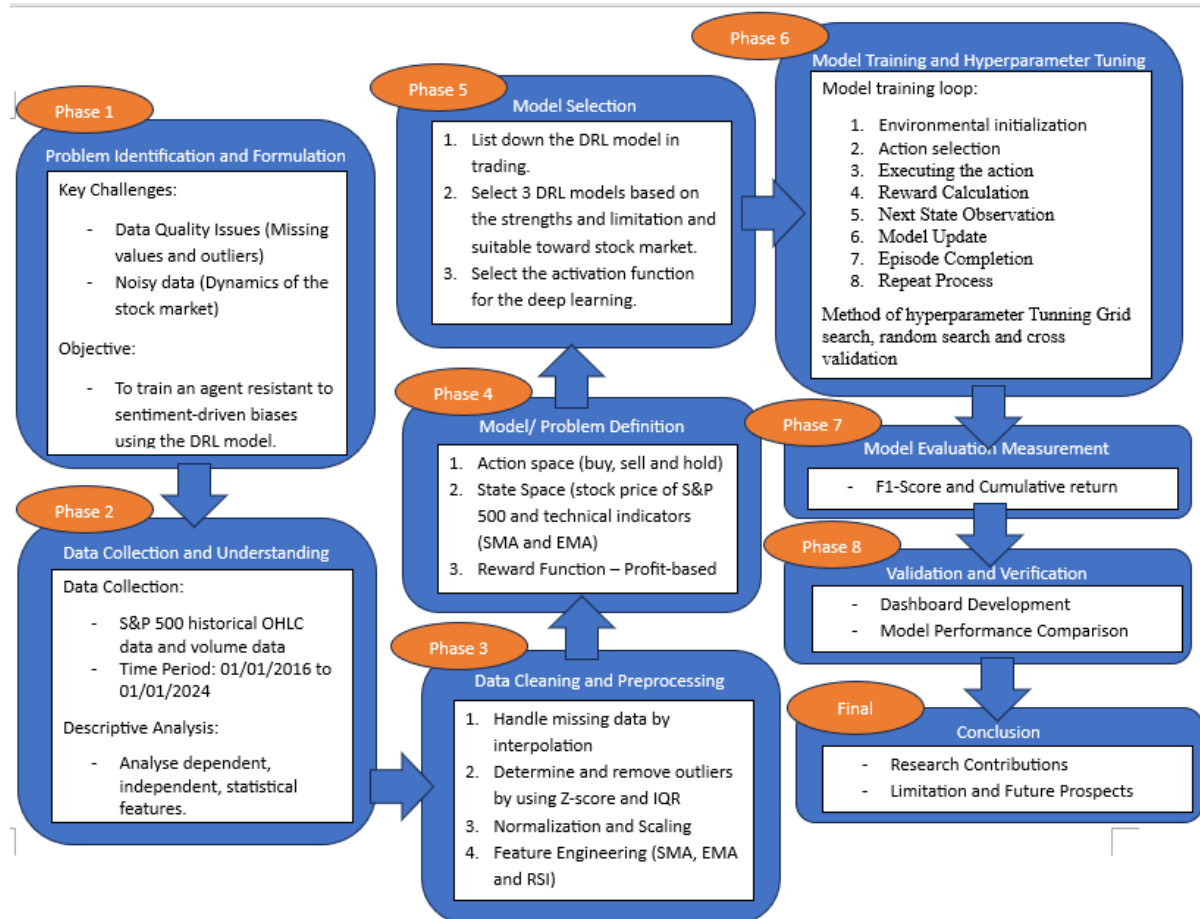 Phase 1
Problem Identification and Formulation
Key Challenges:
- Data Quality Issues (Missing
values and outliers)
- Noisy data (Dynamics of the
stock market)
Objective:
- To train an agent resistant to
sentiment-driven biases
using the DRL model.
Phase 2
Data Collection and Understanding
Data Collection:
- S&P 500 historical OHLC
data and volume data
- Time Period: 01/01/2016 to
01/01/2024
Descriptive Analysis:
- Analyse dependent,
independent, statistical
features.
Phase 3
Data Cleaning and Preprocessing
1. Handle missing data by
interpolation
2. Determine and remove outliers
by using Z-score and IQR
3. Normalization and Scaling
4. Feature Engineering (SMA, EMA
and RSI)
Phase 4
Model/ Problem Definition
1. Action space (buy, sell and hold)
2. State Space (stock price of S&P
500 and technical indicators
(SMA and EMA)
3. Reward Function – Profit-based
Phase 5
Model Selection
1. List down the DRL model in
trading.
2. Select 3 DRL models based on
the strengths and limitation and
suitable toward stock market.
3. Select the activation function
for the deep learning.
Phase 6
Model Training and Hyperparameter Tuning
Model training loop:
1. Environmental initialization
2. Action selection
3. Executing the action
4. Reward Calculation
5. Next State Observation
6. Model Update
7. Episode Completion
8. Repeat Process
Method of hyperparameter Tunning Grid
search, random search and cross
validation
Phase 7
Model Evaluation Measurement
- F1-Score and Cumulative return
Phase 8
Validation and Verification
- Dashboard Development
- Model Performance Comparison
Final
Conclusion
- Research Contributions
- Limitation and Future Prospects